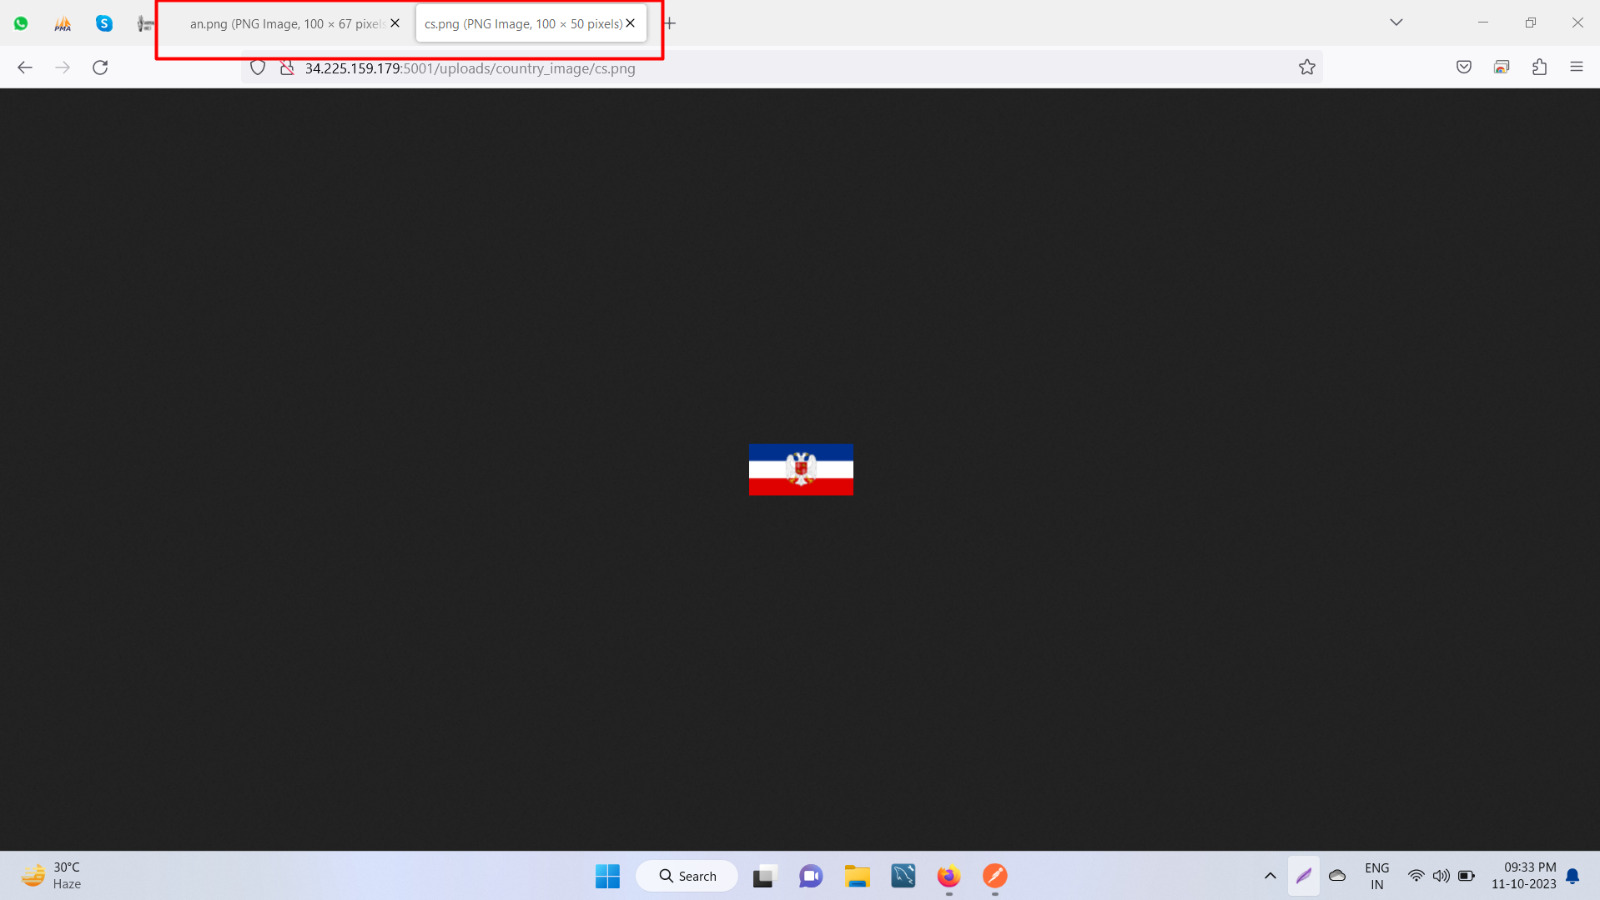 PMA
S
an.png (PNG Image, 100 × 67 pixels
cs.png (PNG Image, 100 × 50 pixels)
34.225.159.179:5001/uploads/country_image/cs.png
30°C
Haze
Search
ENG
IN
09:33 PM
11-10-2023